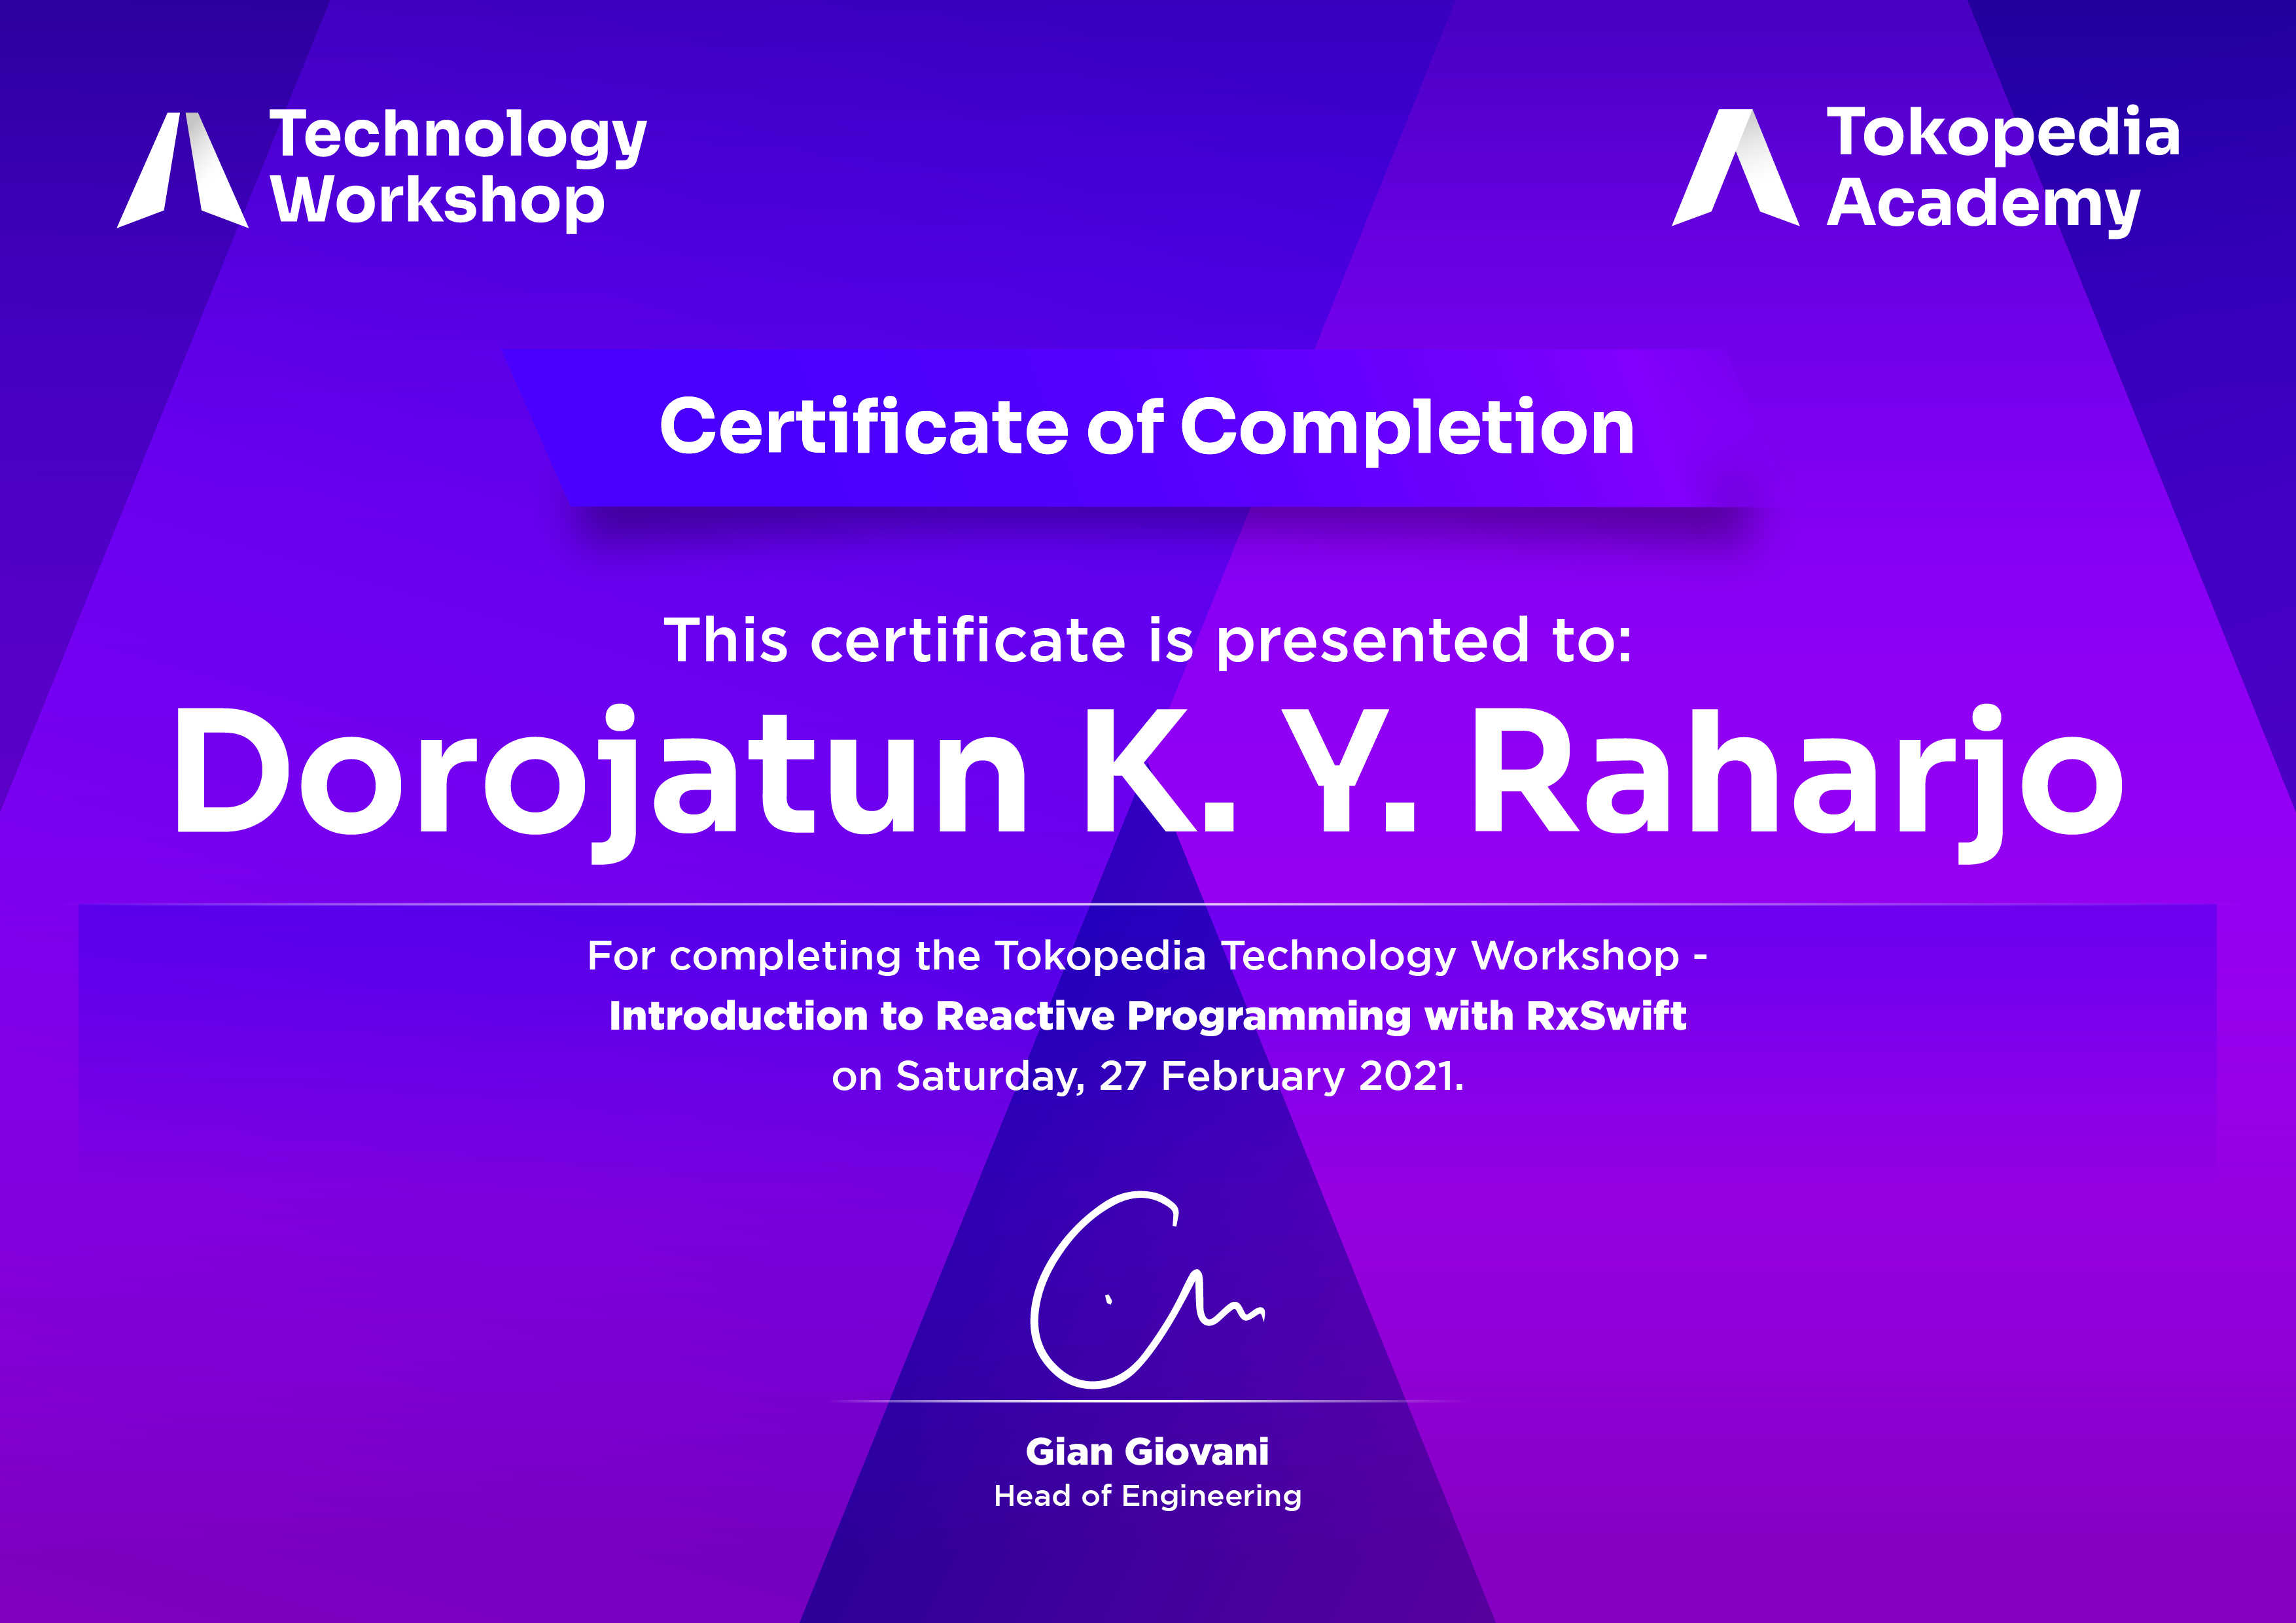 Technology
Workshop
Tokopedia
Academy
Certificate of Completion
This certificate is presented to:
Dorojatun K. Y. Raharjo
For completing the Tokopedia Technology Workshop -
Introduction to Reactive Programming with RxSwift
on Saturday, 27 February 2021.
Gian Giovani
Head of Engineering